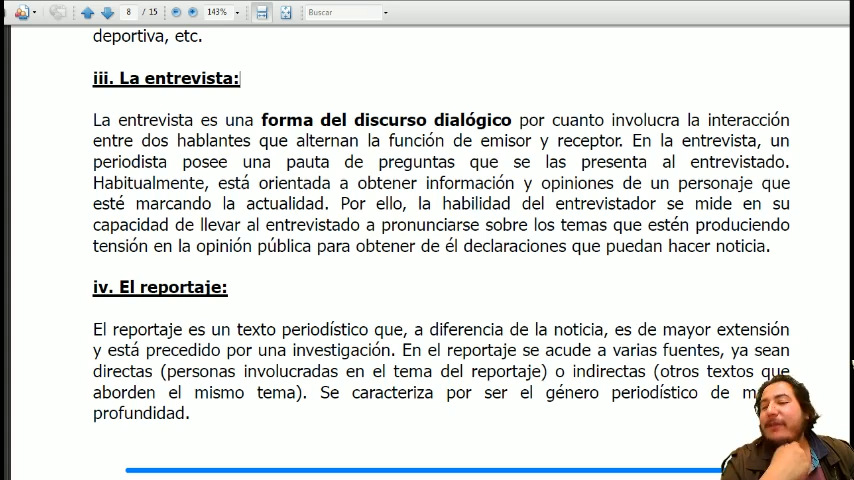 8 / 15 143% Buscar
deportiva, etc.
iii. La entrevista:
La entrevista es una forma del discurso dialógico por cuanto involucra la interacción
entre dos hablantes que alternan la función de emisor y receptor. En la entrevista, un
periodista posee una pauta de preguntas que se las presenta al entrevistado.
Habitualmente, está orientada a obtener información y opiniones de un personaje que
esté marcando la actualidad. Por ello, la habilidad del entrevistador se mide en su
capacidad de llevar al entrevistado a pronunciarse sobre los temas que estén produciendo
tensión en la opinión pública para obtener de él declaraciones que puedan hacer noticia.
iv. El reportaje:
El reportaje es un texto periodístico que, a diferencia de la noticia, es de mayor extensión
y está precedido por una investigación. En el reportaje se acude a varias fuentes, ya sean
directas (personas involucradas en el tema del reportaje) o indirectas (otros textos que
aborden el mismo tema). Se caracteriza por ser el género periodístico de
profundidad.